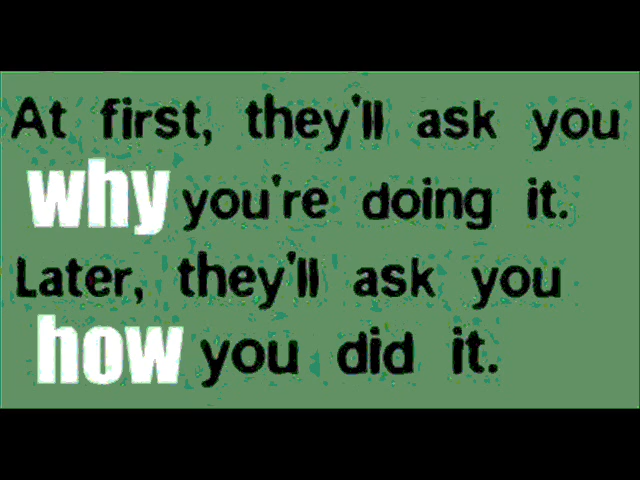 At first, they'll ask you
why you're doing it.
Later, they'll ask you
how you did it.